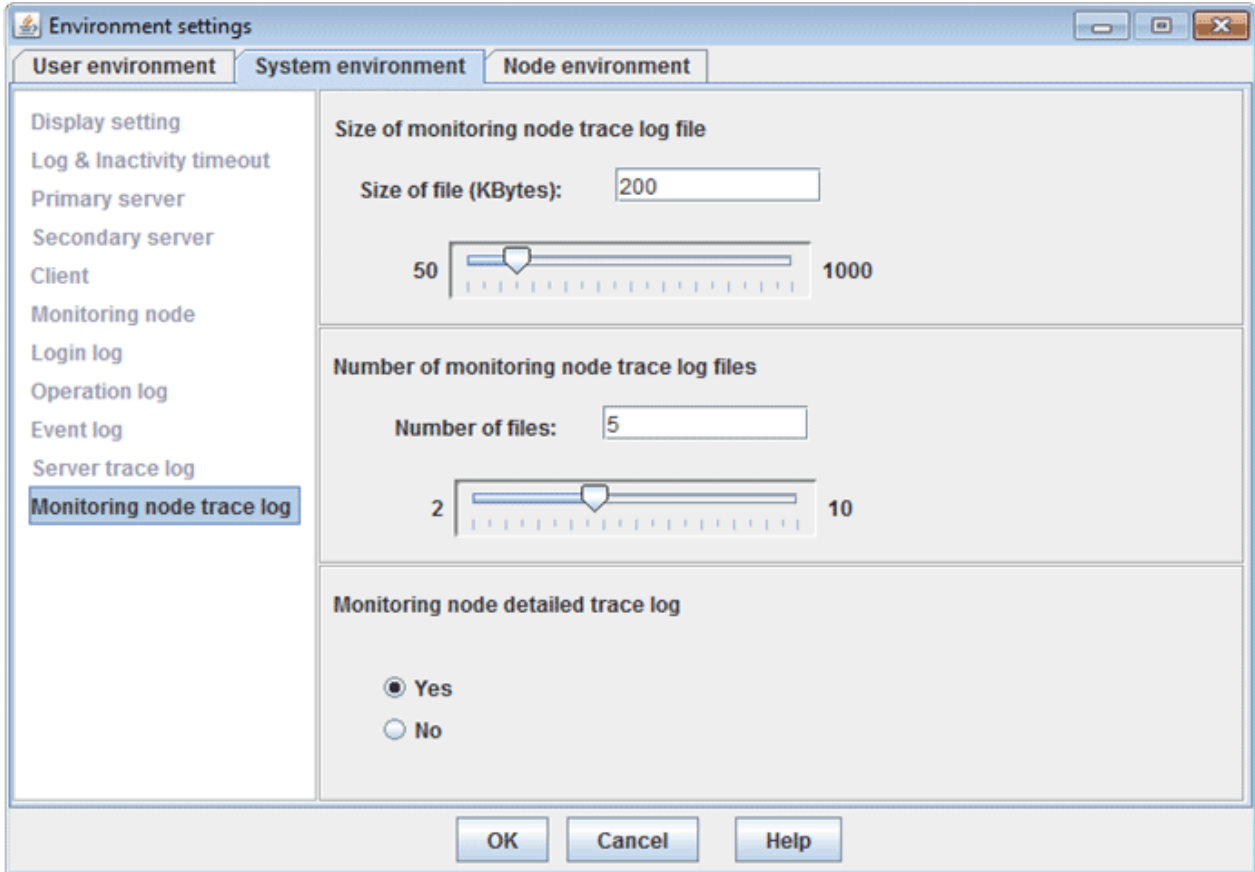 Environment settings
User environment
System environment
Node environment
Display setting
Log & Inactivity timeout
Primary server
Secondary server
Client
Monitoring node
Login log
Operation log
Event log
Server trace log
Monitoring node trace log
Size of monitoring node trace log file
Size of file (KBytes): 200
50 1000
Number of monitoring node trace log files
Number of files: 5
2 10
Monitoring node detailed trace log
Yes
No
OK Cancel Help